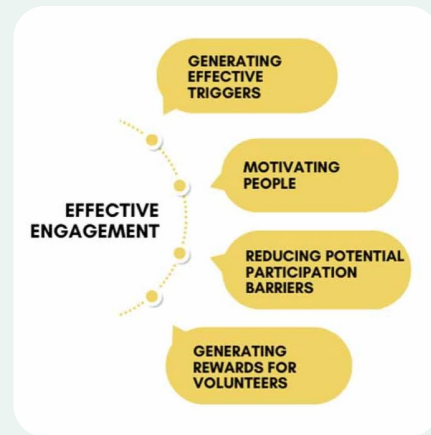 GENERATING
EFFECTIVE
TRIGGERS
MOTIVATING
PEOPLE
EFFECTIVE
ENGAGEMENT
REDUCING POTENTIAL
PARTICIPATION
BARRIERS
GENERATING
REWARDS FOR
VOLUNTEERS